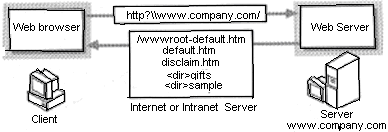 http?\\www.company.com/
Web browser
Web Server
/wwwroot-default.htm
default.htm
disclaim.htm
<dir>gifts
<dir>sample
Client
Internet or Intranet Server
Server
www.company.com